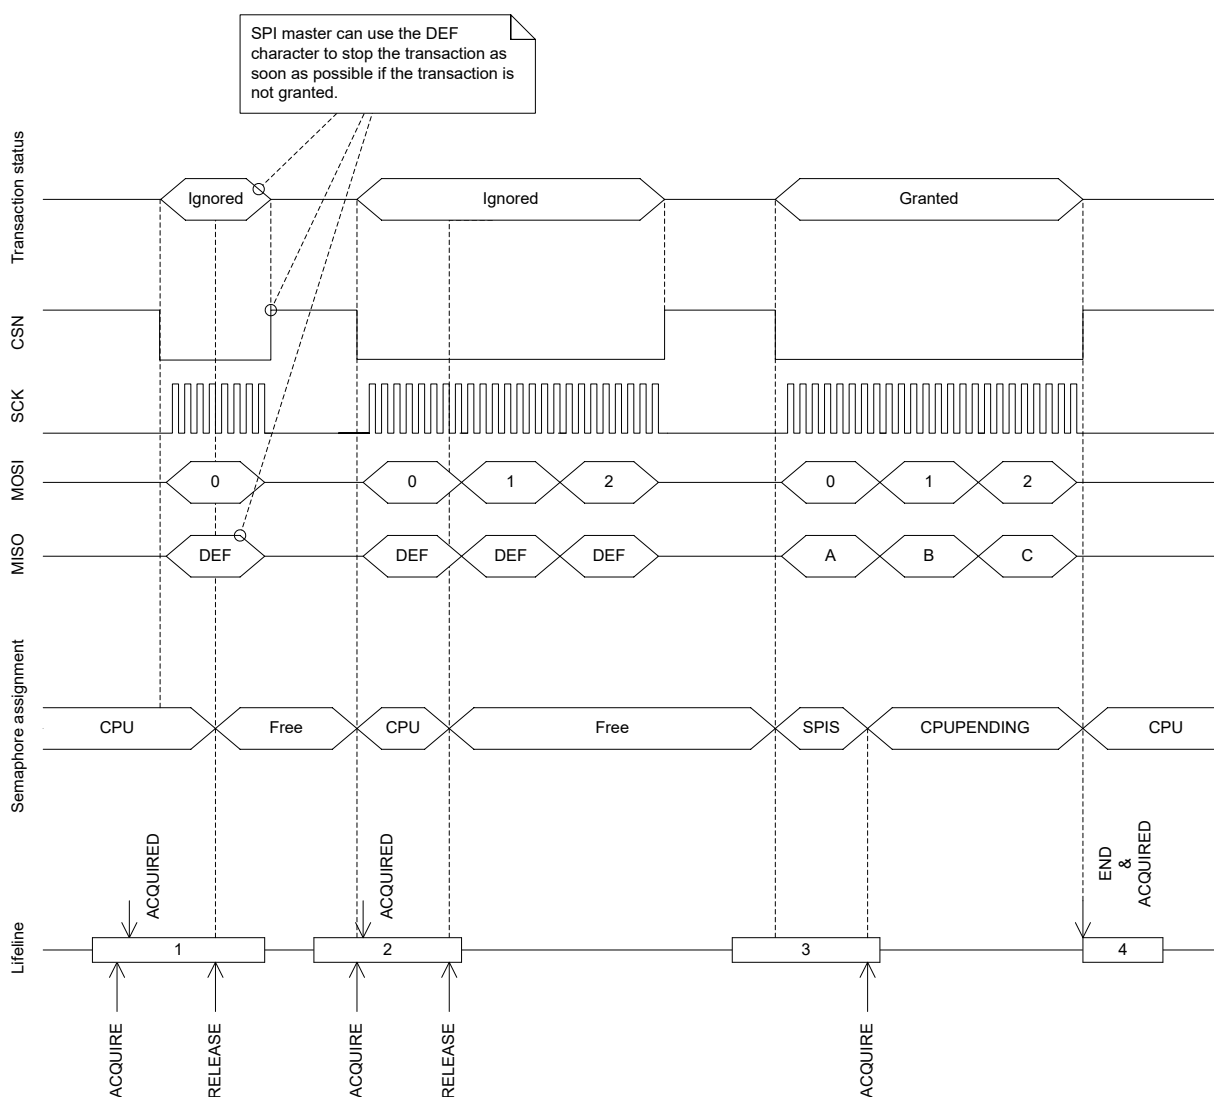 SPI master can use the DEF
character to stop the transaction as
soon as possible if the transaction is
not granted.
Transaction status
Ignored
Ignored
Granted
CSN
SCK
MOSI
0
0
1
2
0
1
2
MISO
DEF
DEF
DEF
DEF
A
B
C
Semaphore assignment
CPU
Free
CPU
Free
SPIS
CPUPENDING
CPU
ACQUIRED
ACQUIRED
END
&
ACQUIRED
Lifeline
1
2
3
4
ACQUIRE
RELEASE
ACQUIRE
RELEASE
ACQUIRE